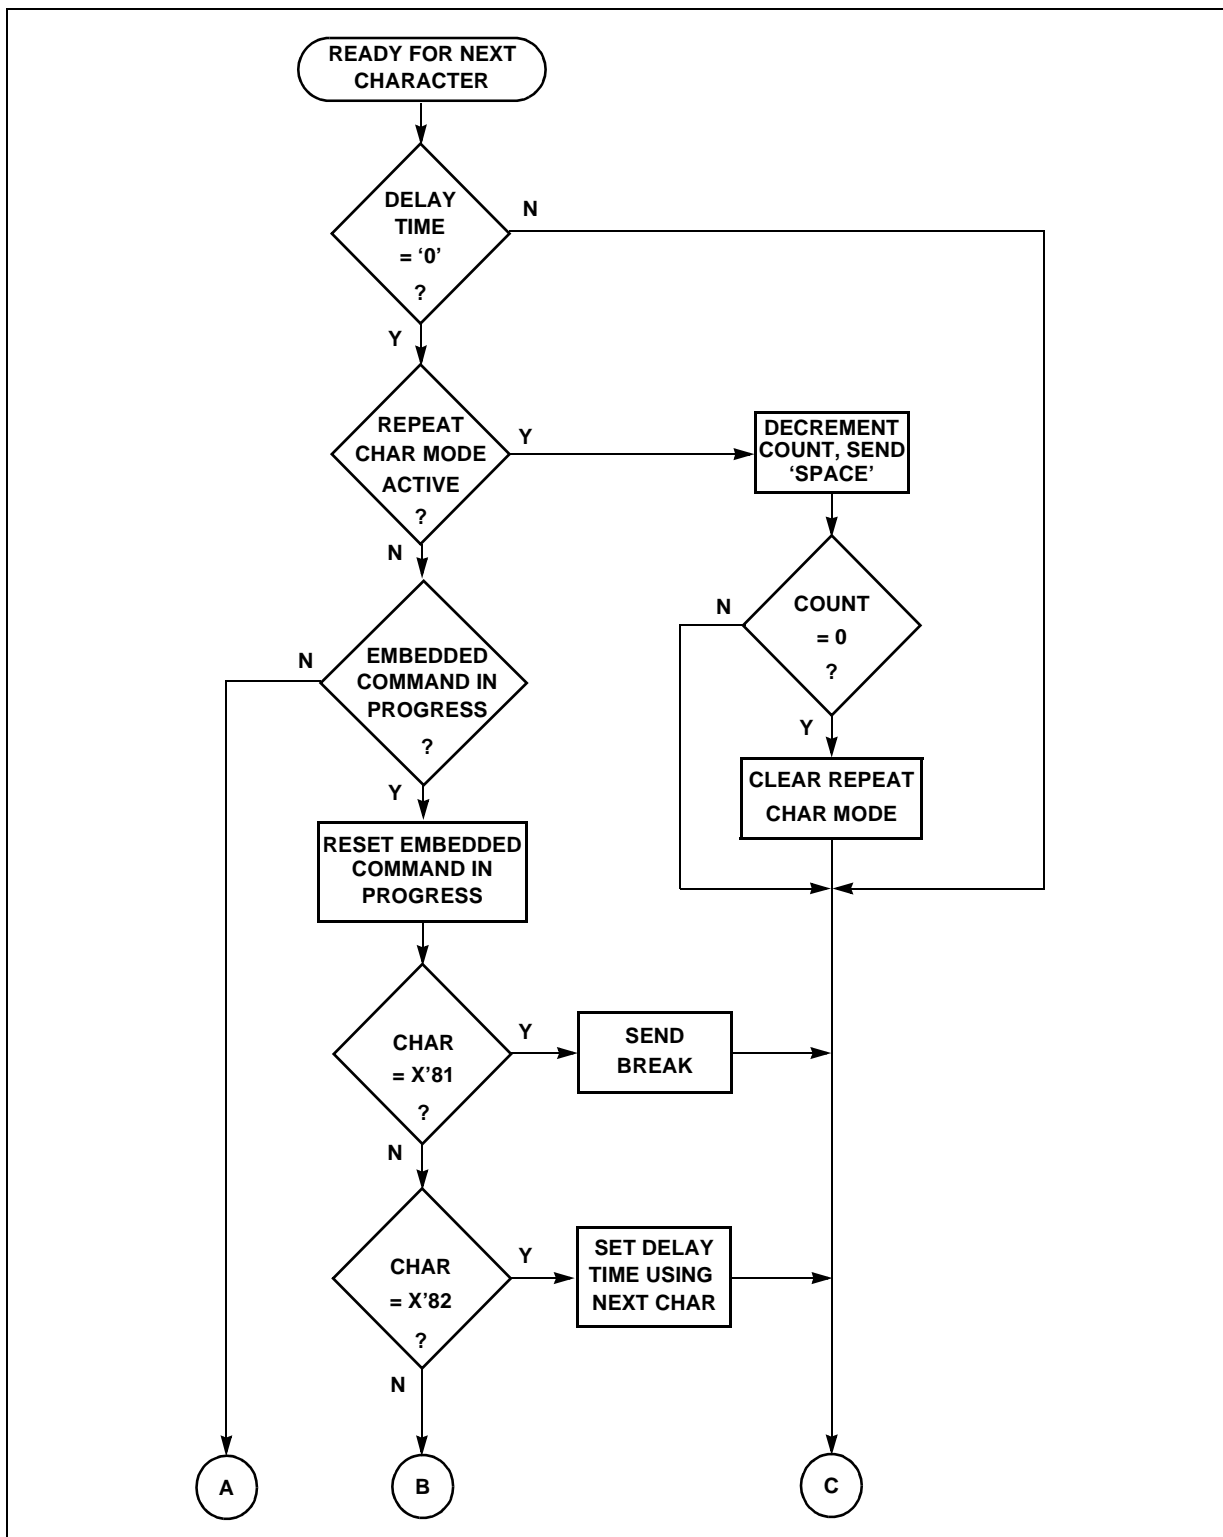 READY FOR NEXT
CHARACTER
DELAY
TIME
= ‘0’
?
N
Y
REPEAT
CHAR MODE
ACTIVE
?
Y
N
DECREMENT
COUNT, SEND
‘SPACE’
COUNT
= 0
?
N
Y
CLEAR REPEAT
CHAR MODE
EMBEDDED
COMMAND IN
PROGRESS
?
N
Y
RESET EMBEDDED
COMMAND IN
PROGRESS
CHAR
= X’81
?
Y
N
SEND
BREAK
CHAR
= X’82
?
Y
N
SET DELAY
TIME USING
NEXT CHAR
A
B
C